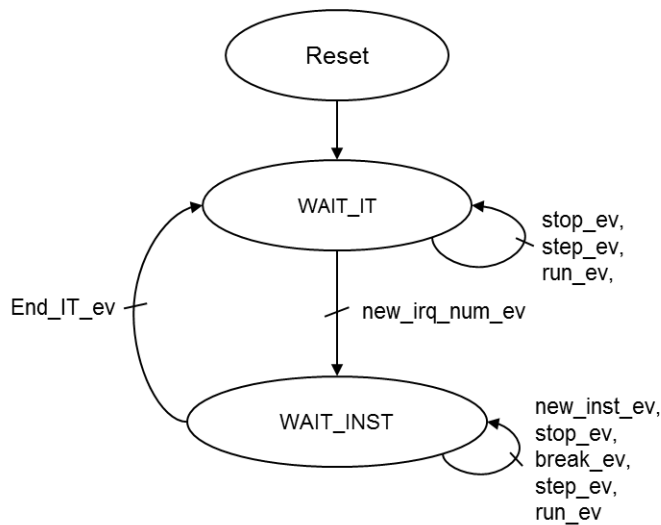 Reset
WAIT_IT
stop_ev,
step_ev,
run_ev,
End_IT_ev
new_irq_num_ev
WAIT_INST
new_inst_ev,
stop_ev,
break_ev,
step_ev,
run_ev